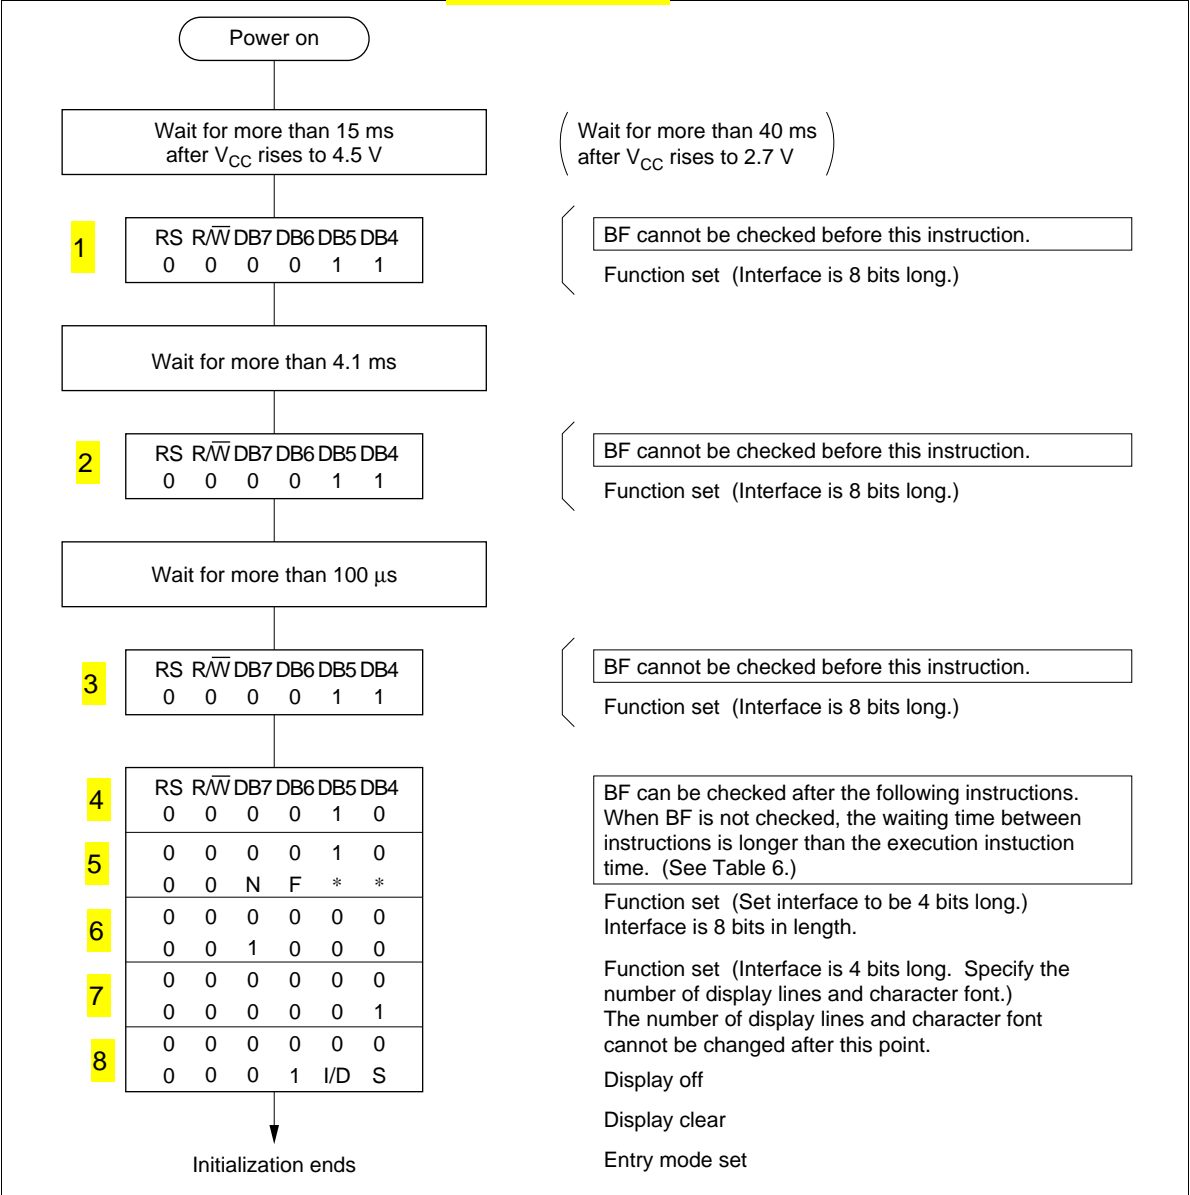 Power on
Wait for more than 15 ms
after VCC rises to 4.5 V
Wait for more than 40 ms
after VCC rises to 2.7 V
1
RS R/W̅ DB7 DB6 DB5 DB4
0 0 0 0 1 1
BF cannot be checked before this instruction.
Function set (Interface is 8 bits long.)
Wait for more than 4.1 ms
2
RS R/W̅ DB7 DB6 DB5 DB4
0 0 0 0 1 1
BF cannot be checked before this instruction.
Function set (Interface is 8 bits long.)
Wait for more than 100 μs
3
RS R/W̅ DB7 DB6 DB5 DB4
0 0 0 0 1 1
BF cannot be checked before this instruction.
Function set (Interface is 8 bits long.)
4
RS R/W̅ DB7 DB6 DB5 DB4
0 0 0 0 1 0
5
0 0 0 0 1 0
0 0 N F * *
6
0 0 0 0 0 0
0 0 1 0 0 0
7
0 0 0 0 0 0
0 0 0 0 0 1
8
0 0 0 0 0 0
0 0 0 1 I/D S
BF can be checked after the following instructions.
When BF is not checked, the waiting time between
instructions is longer than the execution instuction
time. (See Table 6.)
Function set (Set interface to be 4 bits long.)
Interface is 8 bits in length.
Function set (Interface is 4 bits long. Specify the
number of display lines and character font.)
The number of display lines and character font
cannot be changed after this point.
Display off
Display clear
Entry mode set
Initialization ends